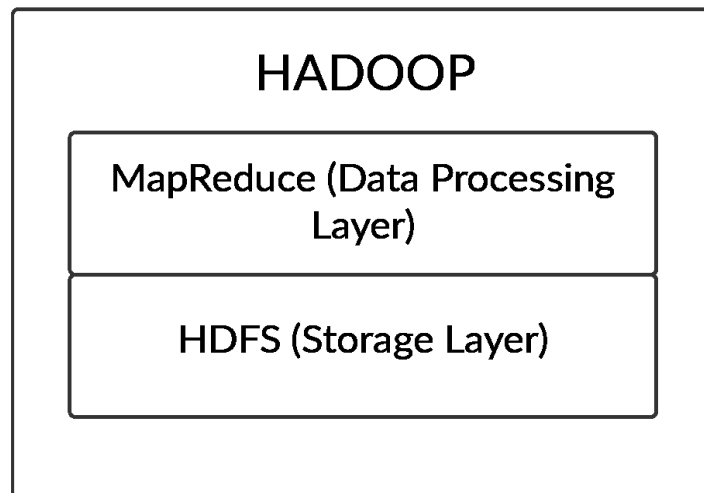 HADOOP
MapReduce (Data Processing
Layer)
HDFS (Storage Layer)